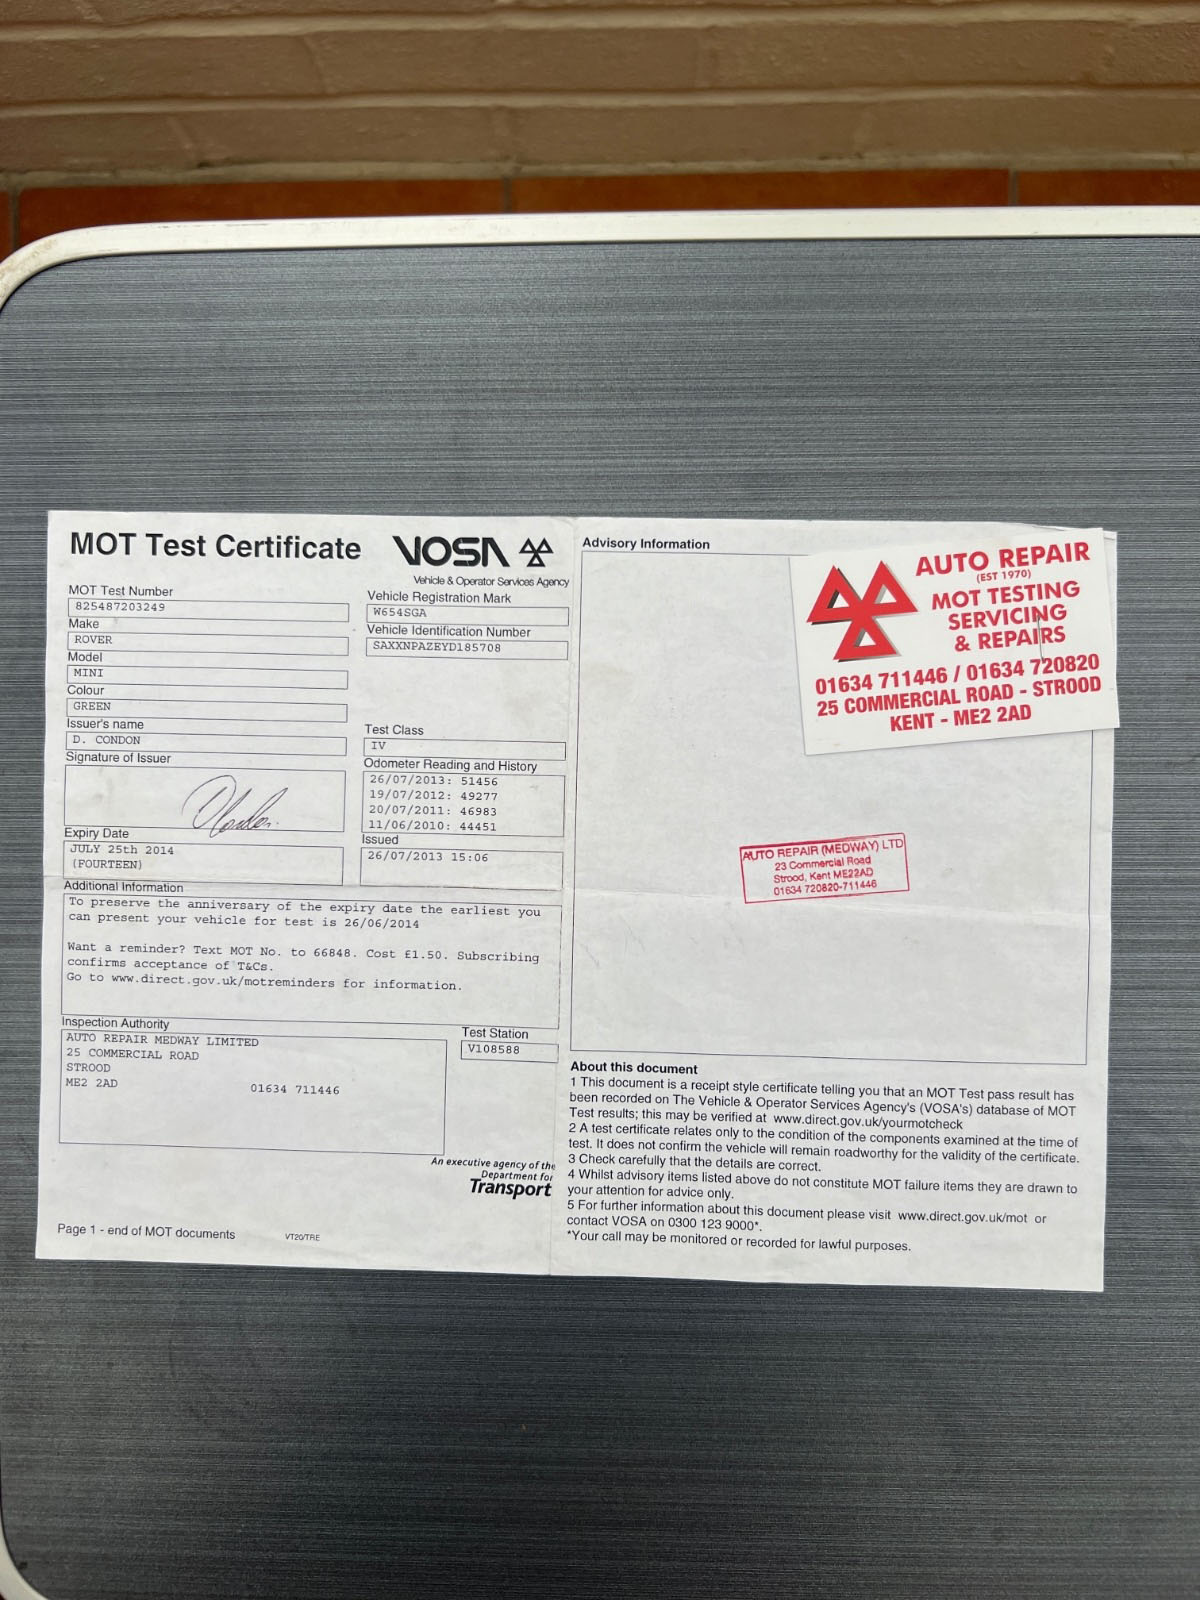 MOT Test Certificate
VOSA
Vehicle & Operator Services Agency
MOT Test Number
825487203249
Make
ROVER
Model
MINI
Colour
GREEN
Issuer's name
D. CONDON
Signature of Issuer
Expiry Date
JULY 25th 2014
(FOURTEEN)
Vehicle Registration Mark
W654SGA
Vehicle Identification Number
SAXXNPAZEYD185708
Test Class
IV
Odometer Reading and History
26/07/2013: 51456
19/07/2012: 49277
20/07/2011: 46983
11/06/2010: 44451
Issued
26/07/2013 15:06
Additional Information
To preserve the anniversary of the expiry date the earliest you
can present your vehicle for test is 26/06/2014
Want a reminder? Text MOT No. to 66848. Cost £1.50. Subscribing
confirms acceptance of T&Cs.
Go to www.direct.gov.uk/motreminders for information.
Inspection Authority
AUTO REPAIR MEDWAY LIMITED
25 COMMERCIAL ROAD
STROOD
ME2 2AD 01634 711446
Test Station
V108588
An executive agency of the
Department for
Transport
Page 1 - end of MOT documents VT20/TRE
Advisory Information
AUTO REPAIR
(EST 1970)
MOT TESTING
SERVICING
& REPAIRS
01634 711446 / 01634 720820
25 COMMERCIAL ROAD - STROOD
KENT - ME2 2AD
AUTO REPAIR (MEDWAY) LTD
23 Commercial Road
Strood, Kent ME22AD
01634 720820-711446
About this document
1 This document is a receipt style certificate telling you that an MOT Test pass result has
been recorded on The Vehicle & Operator Services Agency's (VOSA's) database of MOT
Test results; this may be verified at www.direct.gov.uk/yourmotcheck
2 A test certificate relates only to the condition of the components examined at the time of
test. It does not confirm the vehicle will remain roadworthy for the validity of the certificate.
3 Check carefully that the details are correct.
4 Whilst advisory items listed above do not constitute MOT failure items they are drawn to
your attention for advice only.
5 For further information about this document please visit www.direct.gov.uk/mot or
contact VOSA on 0300 123 9000*.
*Your call may be monitored or recorded for lawful purposes.